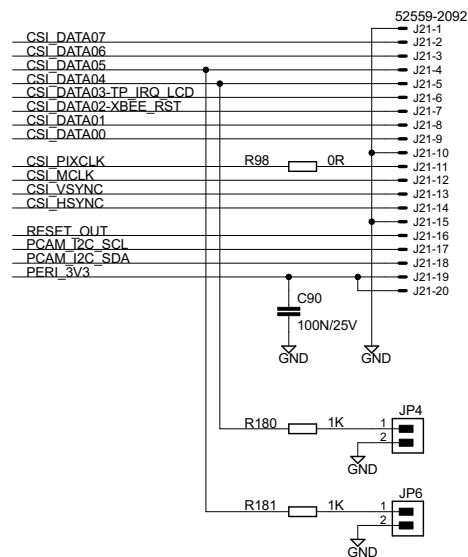 52559-2092
J21-1
CSI_DATA07 J21-2
CSI_DATA06 J21-3
CSI_DATA05 J21-4
CSI_DATA04 J21-5
CSI_DATA03-TP_IRQ_LCD J21-6
CSI_DATA02-XBEE_RST J21-7
CSI_DATA01 J21-8
CSI_DATA00 J21-9
J21-10
CSI_PIXCLK R98 0R J21-11
CSI_MCLK J21-12
CSI_VSYNC J21-13
CSI_HSYNC J21-14
J21-15
RESET_OUT J21-16
PCAM_I2C_SCL J21-17
PCAM_I2C_SDA J21-18
PERI_3V3 J21-19
J21-20
C90
100N/25V
GND GND
JP4
R180 1K 1
2
GND
JP6
R181 1K 1
2
GND